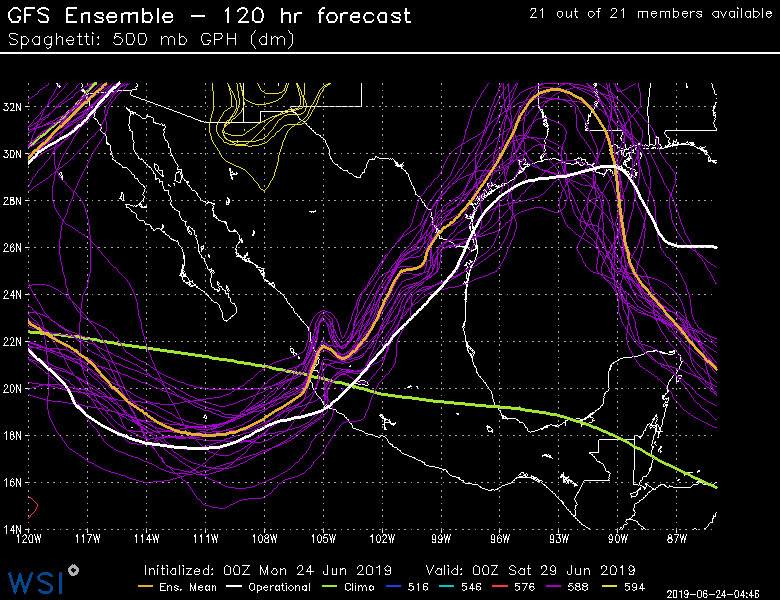 GFS Ensemble – 120 hr forecast
21 out of 21 members available
Spaghetti: 500 mb GPH (dm)
32N
30N
28N
26N
24N
22N
20N
18N
16N
14N
120W 117W 114W 111W 108W 105W 102W 99W 96W 93W 90W 87W
Initialized: 00Z Mon 24 Jun 2019 Valid: 00Z Sat 29 Jun 2019
WSI
Ens. Mean Operational Climo 516 546 576 588 594
2019-06-24-04:46